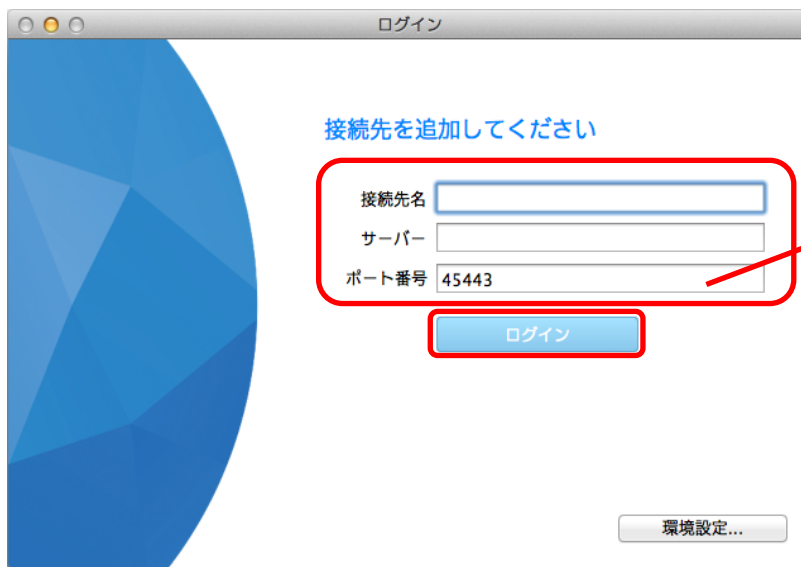 ログイン
接続先を追加してください
接続先名
サーバー
ポート番号 45443
ログイン
環境設定...